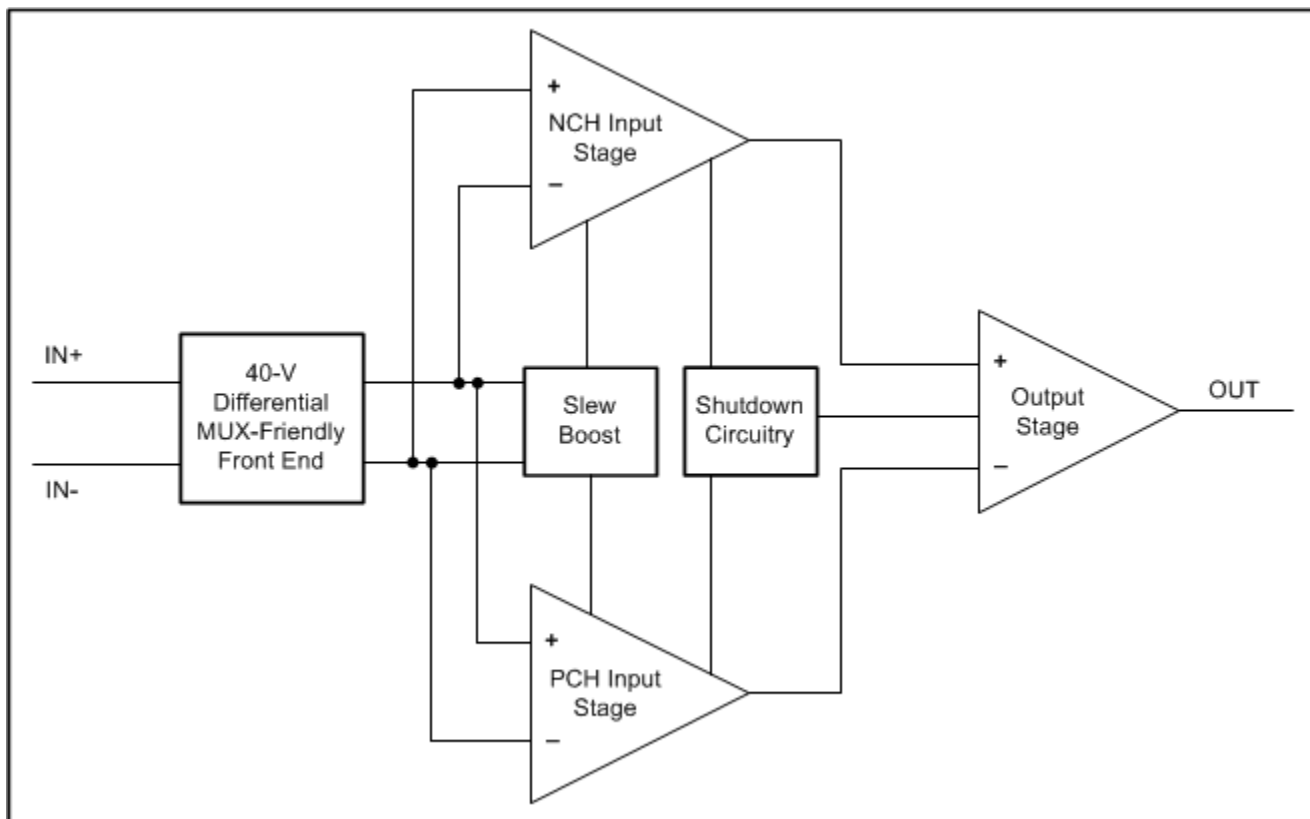 +
NCH Input
Stage
−
IN+
40-V
Differential
MUX-Friendly
Front End
IN-
Slew
Boost
Shutdown
Circuitry
+
Output
Stage
−
OUT
+
PCH Input
Stage
−